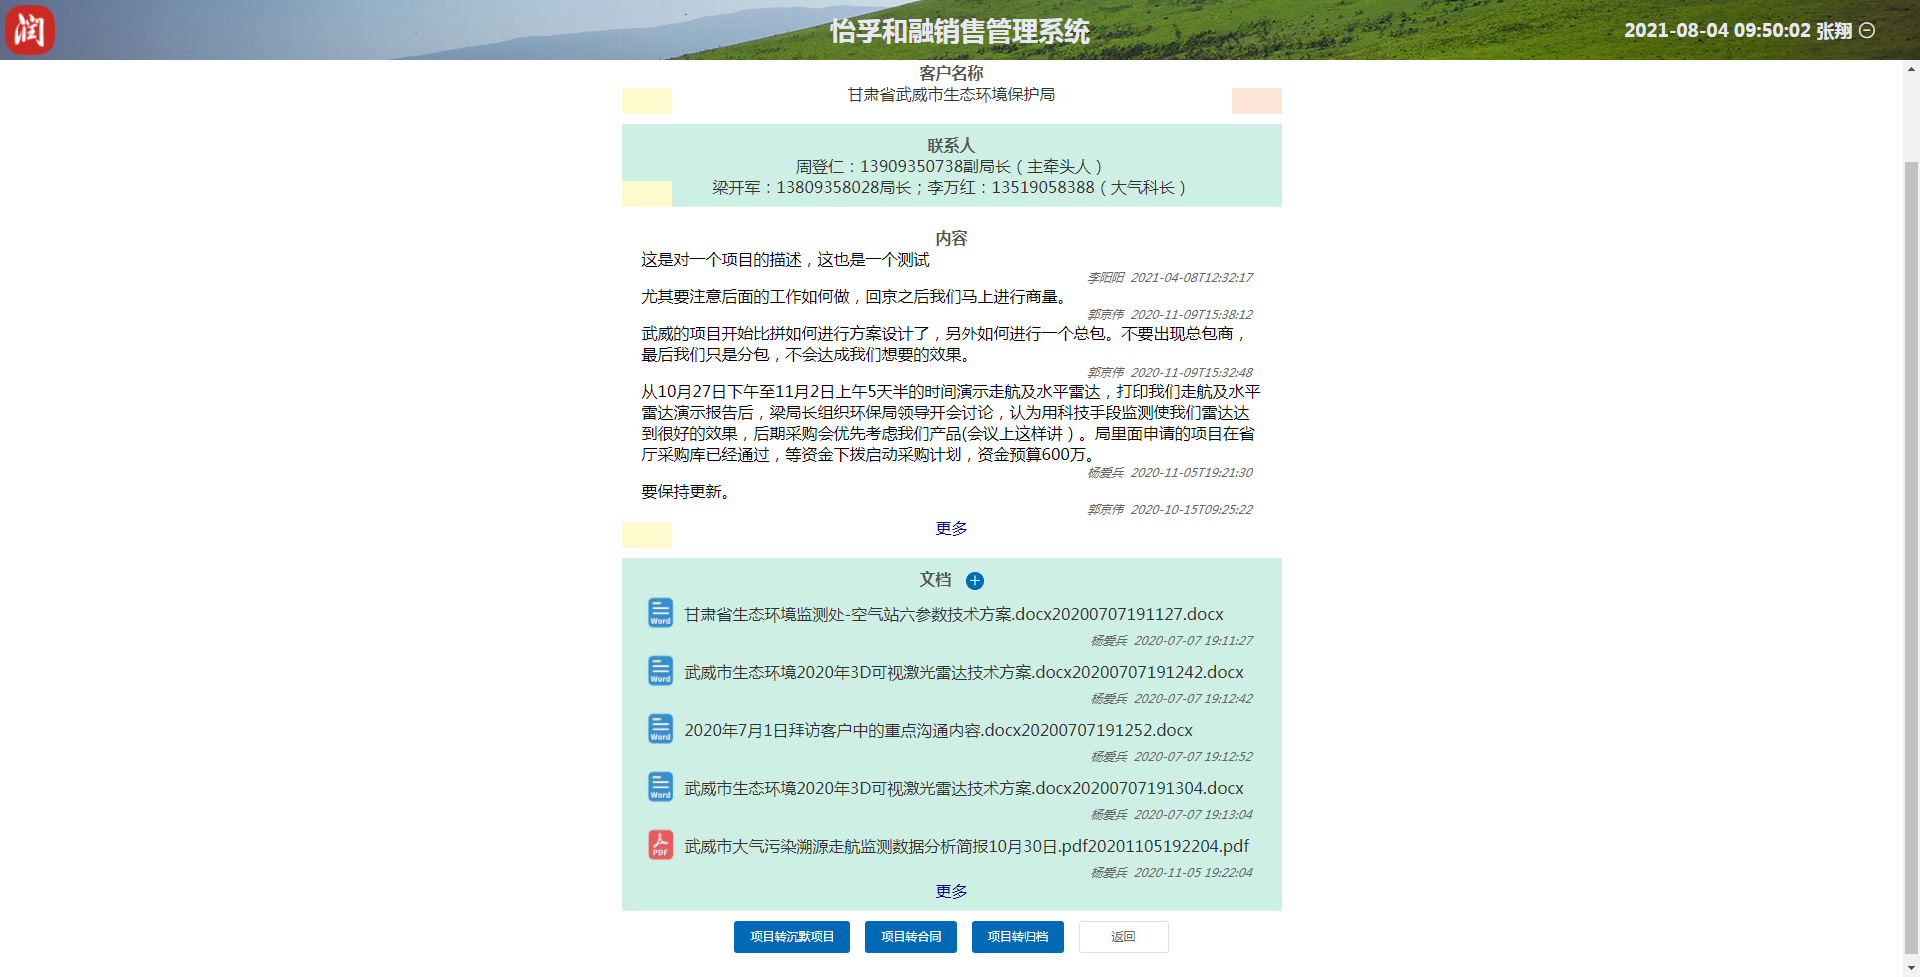 润
怡孚和融销售管理系统
2021-08-04 09:50:02 张翔
客户名称
甘肃省武威市生态环境保护局
联系人
周登仁：13909350738副局长（主牵头人）
梁开军：13809358028局长；李万红：13519058388（大气科长）
内容
这是对一个项目的描述，这也是一个测试
李阳阳 2021-04-08T12:32:17
尤其要注意后面的工作如何做，回京之后我们马上进行商量。
郭京伟 2020-11-09T15:38:12
武威的项目开始比拼如何进行方案设计了，另外如何进行一个总包。不要出现总包商，
最后我们只是分包，不会达成我们想要的效果。
郭京伟 2020-11-09T15:32:48
从10月27日下午至11月2日上午5天半的时间演示走航及水平雷达，打印我们走航及水平
雷达演示报告后，梁局长组织环保局领导开会讨论，认为用科技手段监测使我们雷达达
到很好的效果，后期采购会优先考虑我们产品(会议上这样讲）。局里面申请的项目在省
厅采购库已经通过，等资金下拨启动采购计划，资金预算600万。
杨爱兵 2020-11-05T19:21:30
要保持更新。
郭京伟 2020-10-15T09:25:22
更多
文档
Word 甘肃省生态环境监测处-空气站六参数技术方案.docx20200707191127.docx
杨爱兵 2020-07-07 19:11:27
Word 武威市生态环境2020年3D可视激光雷达技术方案.docx20200707191242.docx
杨爱兵 2020-07-07 19:12:42
Word 2020年7月1日拜访客户中的重点沟通内容.docx20200707191252.docx
杨爱兵 2020-07-07 19:12:52
Word 武威市生态环境2020年3D可视激光雷达技术方案.docx20200707191304.docx
杨爱兵 2020-07-07 19:13:04
PDF 武威市大气污染溯源走航监测数据分析简报10月30日.pdf20201105192204.pdf
杨爱兵 2020-11-05 19:22:04
更多
项目转沉默项目 项目转合同 项目转归档 返回